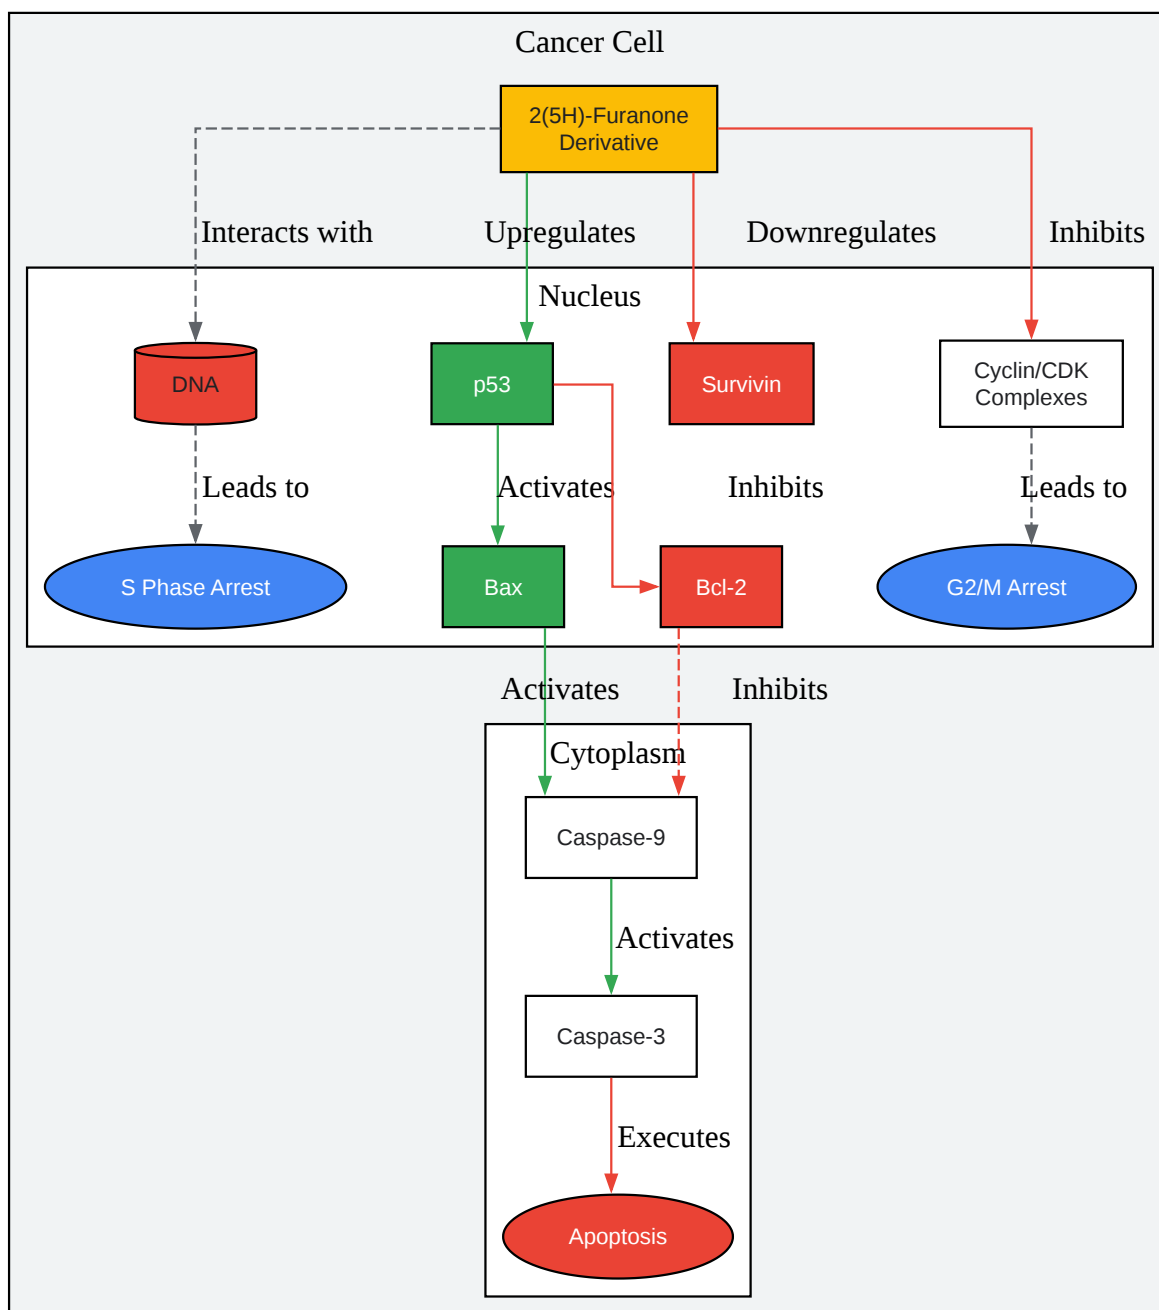 Cancer Cell
2(5H)-Furanone
Derivative
Interacts with
Upregulates
Downregulates
Inhibits
Nucleus
DNA
p53
Survivin
Cyclin/CDK
Complexes
Leads to
Activates
Inhibits
Leads to
S Phase Arrest
Bax
Bcl-2
G2/M Arrest
Activates
Inhibits
Cytoplasm
Caspase-9
Activates
Caspase-3
Executes
Apoptosis